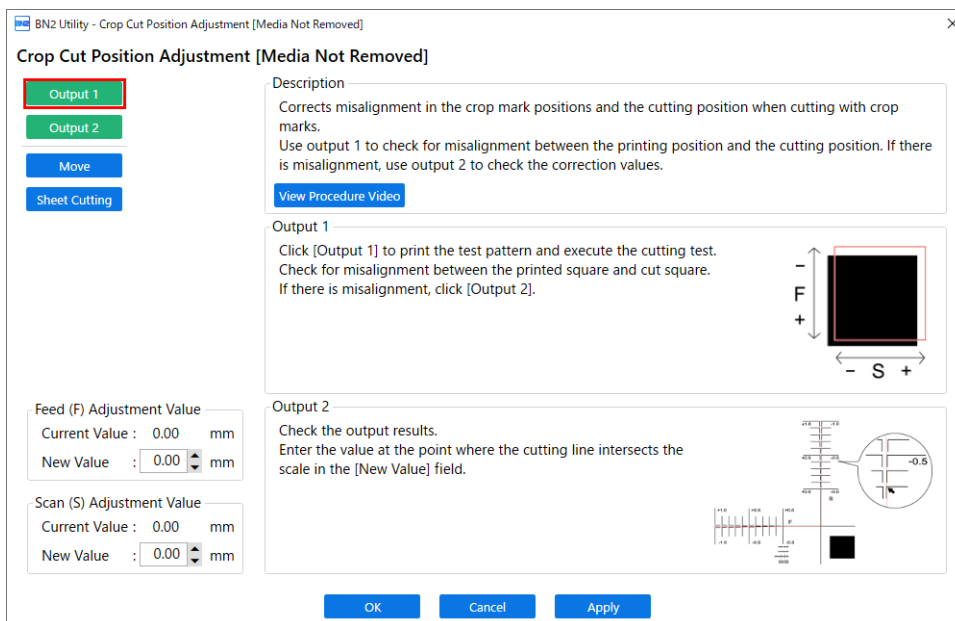 BN2 BN2 Utility - Crop Cut Position Adjustment [Media Not Removed]
Crop Cut Position Adjustment [Media Not Removed]
Output 1
Output 2
Move
Sheet Cutting
Description
Corrects misalignment in the crop mark positions and the cutting position when cutting with crop
marks.
Use output 1 to check for misalignment between the printing position and the cutting position. If there
is misalignment, use output 2 to check the correction values.
View Procedure Video
Output 1
Click [Output 1] to print the test pattern and execute the cutting test.
Check for misalignment between the printed square and cut square.
If there is misalignment, click [Output 2].
−
F
+
− S +
Feed (F) Adjustment Value
Current Value : 0.00 mm
New Value : 0.00 mm
Scan (S) Adjustment Value
Current Value : 0.00 mm
New Value : 0.00 mm
Output 2
Check the output results.
Enter the value at the point where the cutting line intersects the
scale in the [New Value] field.
-0.5
S
F
OK
Cancel
Apply